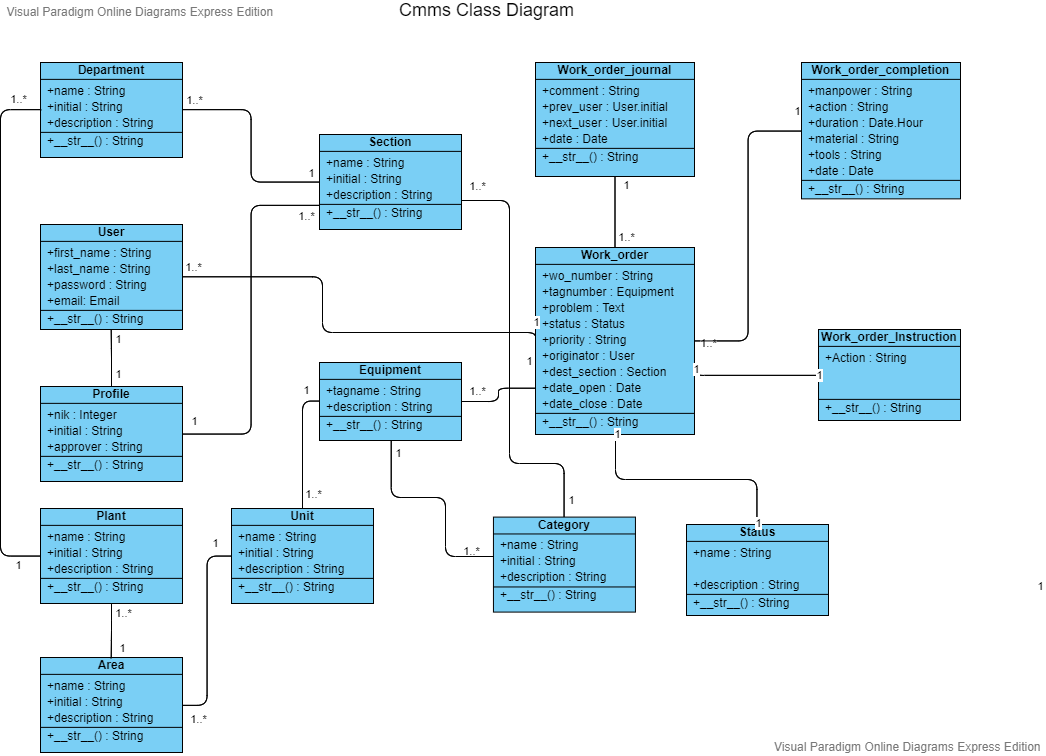 Visual Paradigm Online Diagrams Express Edition
Cmms Class Diagram
Department
+name : String
+initial : String
+description : String
+__str__() : String
1..*
1..*
Section
+name : String
+initial : String
+description : String
+__str__() : String
1
1..*
1..*
Work_order_journal
+comment : String
+prev_user : User.initial
+next_user : User.initial
+date : Date
+__str__() : String
1
1..*
Work_order_completion
+manpower : String
+action : String
+duration : Date.Hour
+material : String
+tools : String
+date : Date
+__str__() : String
1
User
+first_name : String
+last_name : String
+password : String
+email: Email
+__str__() : String
1..*
1
1
Work_order
+wo_number : String
+tagnumber : Equipment
+problem : Text
+status : Status
+priority : String
+originator : User
+dest_section : Section
+date_open : Date
+date_close : Date
+__str__() : String
1
1
1..*
1
1
Work_order_Instruction
+Action : String
+__str__() : String
1
Profile
+nik : Integer
+initial : String
+approver : String
+__str__() : String
1
Equipment
+tagname : String
+description : String
+__str__() : String
1
1..*
1
Plant
+name : String
+initial : String
+description : String
+__str__() : String
1
1..*
1
Unit
+name : String
+initial : String
+description : String
+__str__() : String
1..*
1
Category
+name : String
+initial : String
+description : String
+__str__() : String
1
1..*
Status
+name : String
+description : String
+__str__() : String
1
1
Area
+name : String
+initial : String
+description : String
+__str__() : String
1..*
Visual Paradigm Online Diagrams Express Edition